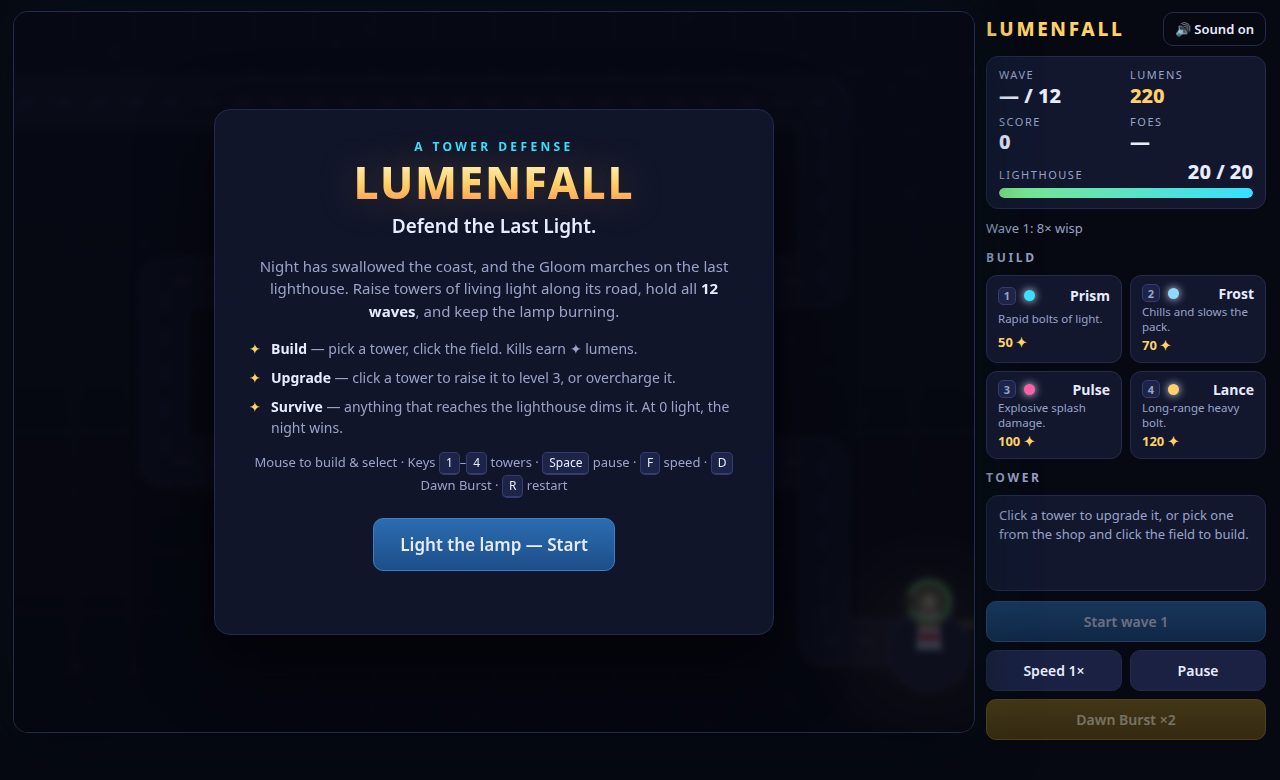 A TOWER DEFENSE
LUMENFALL
Defend the Last Light.
Night has swallowed the coast, and the Gloom marches on the last
lighthouse. Raise towers of living light along its road, hold all 12
waves, and keep the lamp burning.
✦ Build — pick a tower, click the field. Kills earn ✦ lumens.
✦ Upgrade — click a tower to raise it to level 3, or overcharge it.
✦ Survive — anything that reaches the lighthouse dims it. At 0 light, the
night wins.
Mouse to build & select · Keys 1–4 towers · Space pause · F speed · D
Dawn Burst · R restart
Light the lamp — Start
LUMENFALL
🔊 Sound on
WAVE
— / 12
LUMENS
220
SCORE
0
FOES
—
LIGHTHOUSE 20 / 20
Wave 1: 8× wisp
BUILD
1 Prism
Rapid bolts of light.
50 ✦
2 Frost
Chills and slows the
pack.
70 ✦
3 Pulse
Explosive splash
damage.
100 ✦
4 Lance
Long-range heavy
bolt.
120 ✦
TOWER
Click a tower to upgrade it, or pick one
from the shop and click the field to build.
Start wave 1
Speed 1×
Pause
Dawn Burst ×2